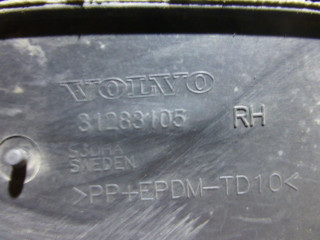 VOLVO
31283105 RH
SWEDEN
>PP+EPDM-TD10<